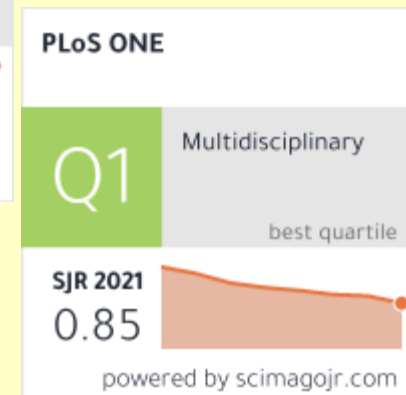 PLoS ONE
Q1
Multidisciplinary
best quartile
SJR 2021
0.85
powered by scimagojr.com